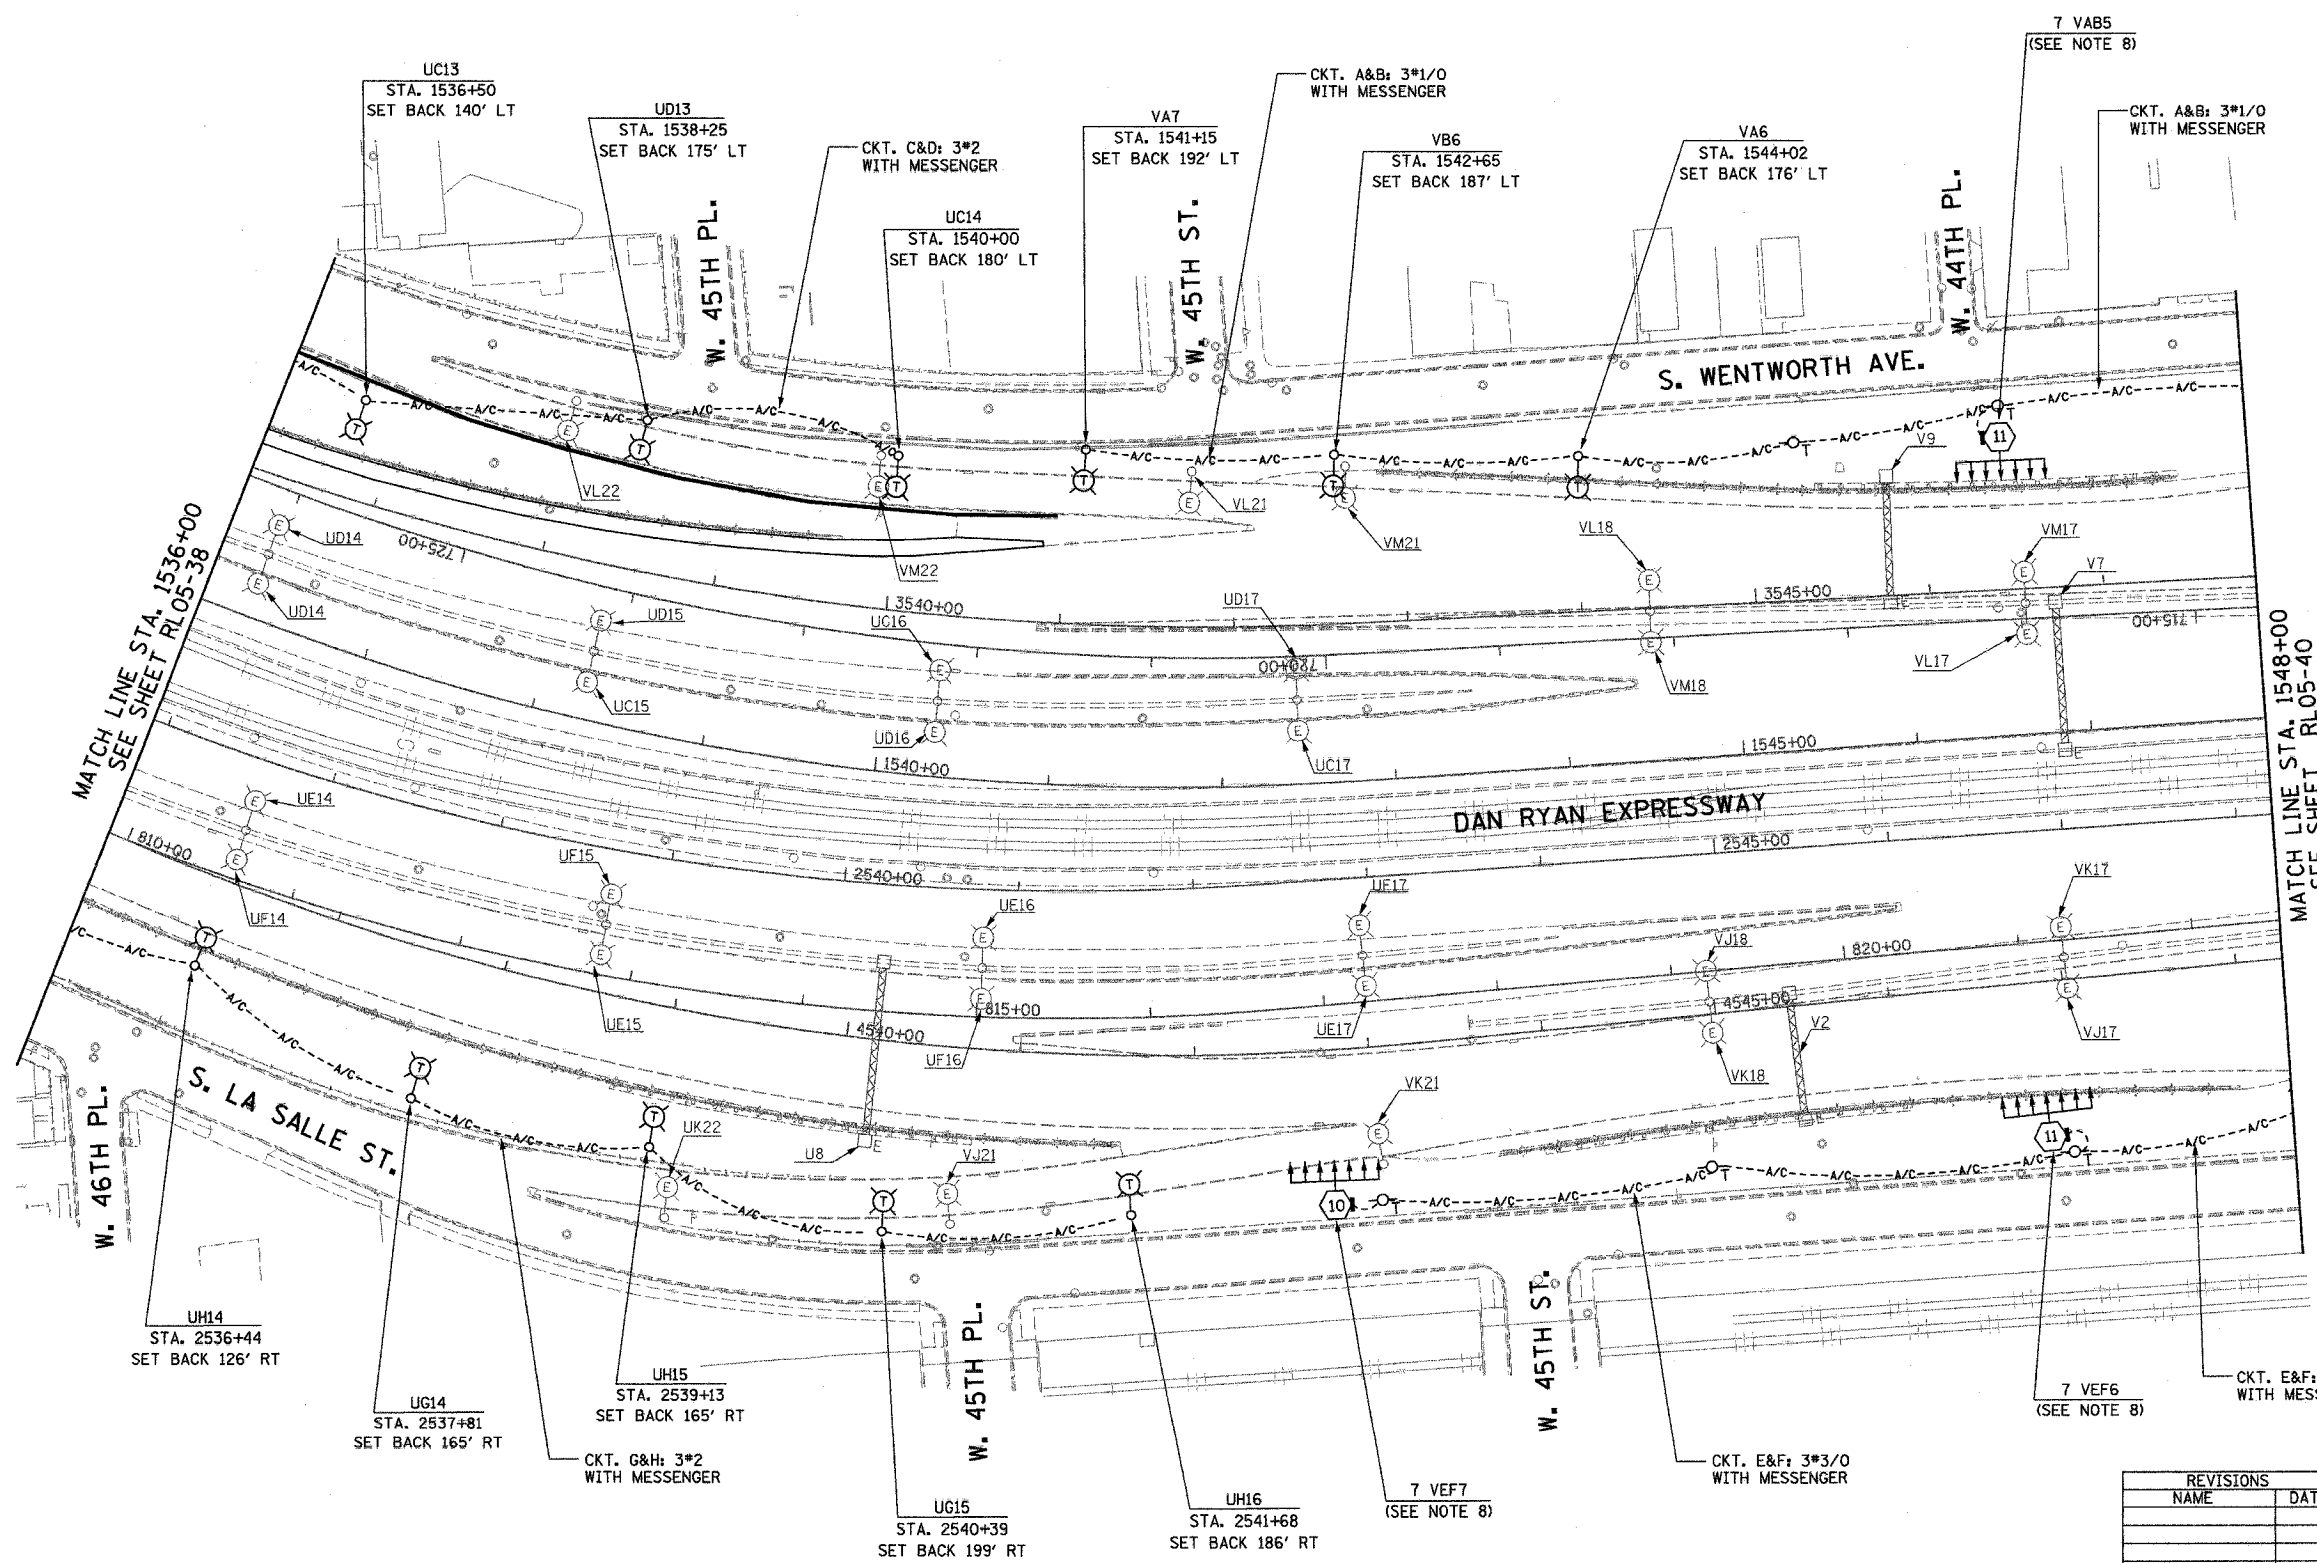 7 VAB5
(SEE NOTE 8)
UC13
STA. 1536+50
SET BACK 140' LT
UD13
STA. 1538+25
SET BACK 175' LT
CKT. C&D: 3#2
WITH MESSENGER
UC14
STA. 1540+00
SET BACK 180' LT
VA7
STA. 1541+15
SET BACK 192' LT
CKT. A&B: 3#1/0
WITH MESSENGER
VB6
STA. 1542+65
SET BACK 187' LT
VA6
STA. 1544+02
SET BACK 176' LT
CKT. A&B: 3#1/0
WITH MESSENGER
W. 45TH PL.
W. 45TH ST.
W. 44TH PL.
S. WENTWORTH AVE.
11
V9
VL22
VL21
VM21
VM22
VL18
VM17
V7
UD14
725+00
UD14
UD15
UC15
3540+00
UC16
UD17
720+00
3545+00
715+00
VL17
VM18
UD16
UC17
1540+00
1545+00
MATCH LINE STA. 1536+00
SEE SHEET RL05-38
MATCH LINE STA. 1548+00
SEE SHEET RL05-40
DAN RYAN EXPRESSWAY
UE14
810+00
UF14
UF15
2540+00
2545+00
UE17
UE16
VK17
VJ18
820+00
UE15
4540+00
815+00
UF16
UE17
4545+00
V2
VJ17
VK18
VK21
UK22
U8
VJ21
10
11
W. 46TH PL.
S. LA SALLE ST.
W. 45TH PL.
W. 45TH ST.
UH14
STA. 2536+44
SET BACK 126' RT
UG14
STA. 2537+81
SET BACK 165' RT
UH15
STA. 2539+13
SET BACK 165' RT
CKT. G&H: 3#2
WITH MESSENGER
UG15
STA. 2540+39
SET BACK 199' RT
UH16
STA. 2541+68
SET BACK 186' RT
7 VEF7
(SEE NOTE 8)
CKT. E&F: 3#3/0
WITH MESSENGER
7 VEF6
(SEE NOTE 8)
CKT. E&F:
WITH MES
REVISIONS
NAME
DAT